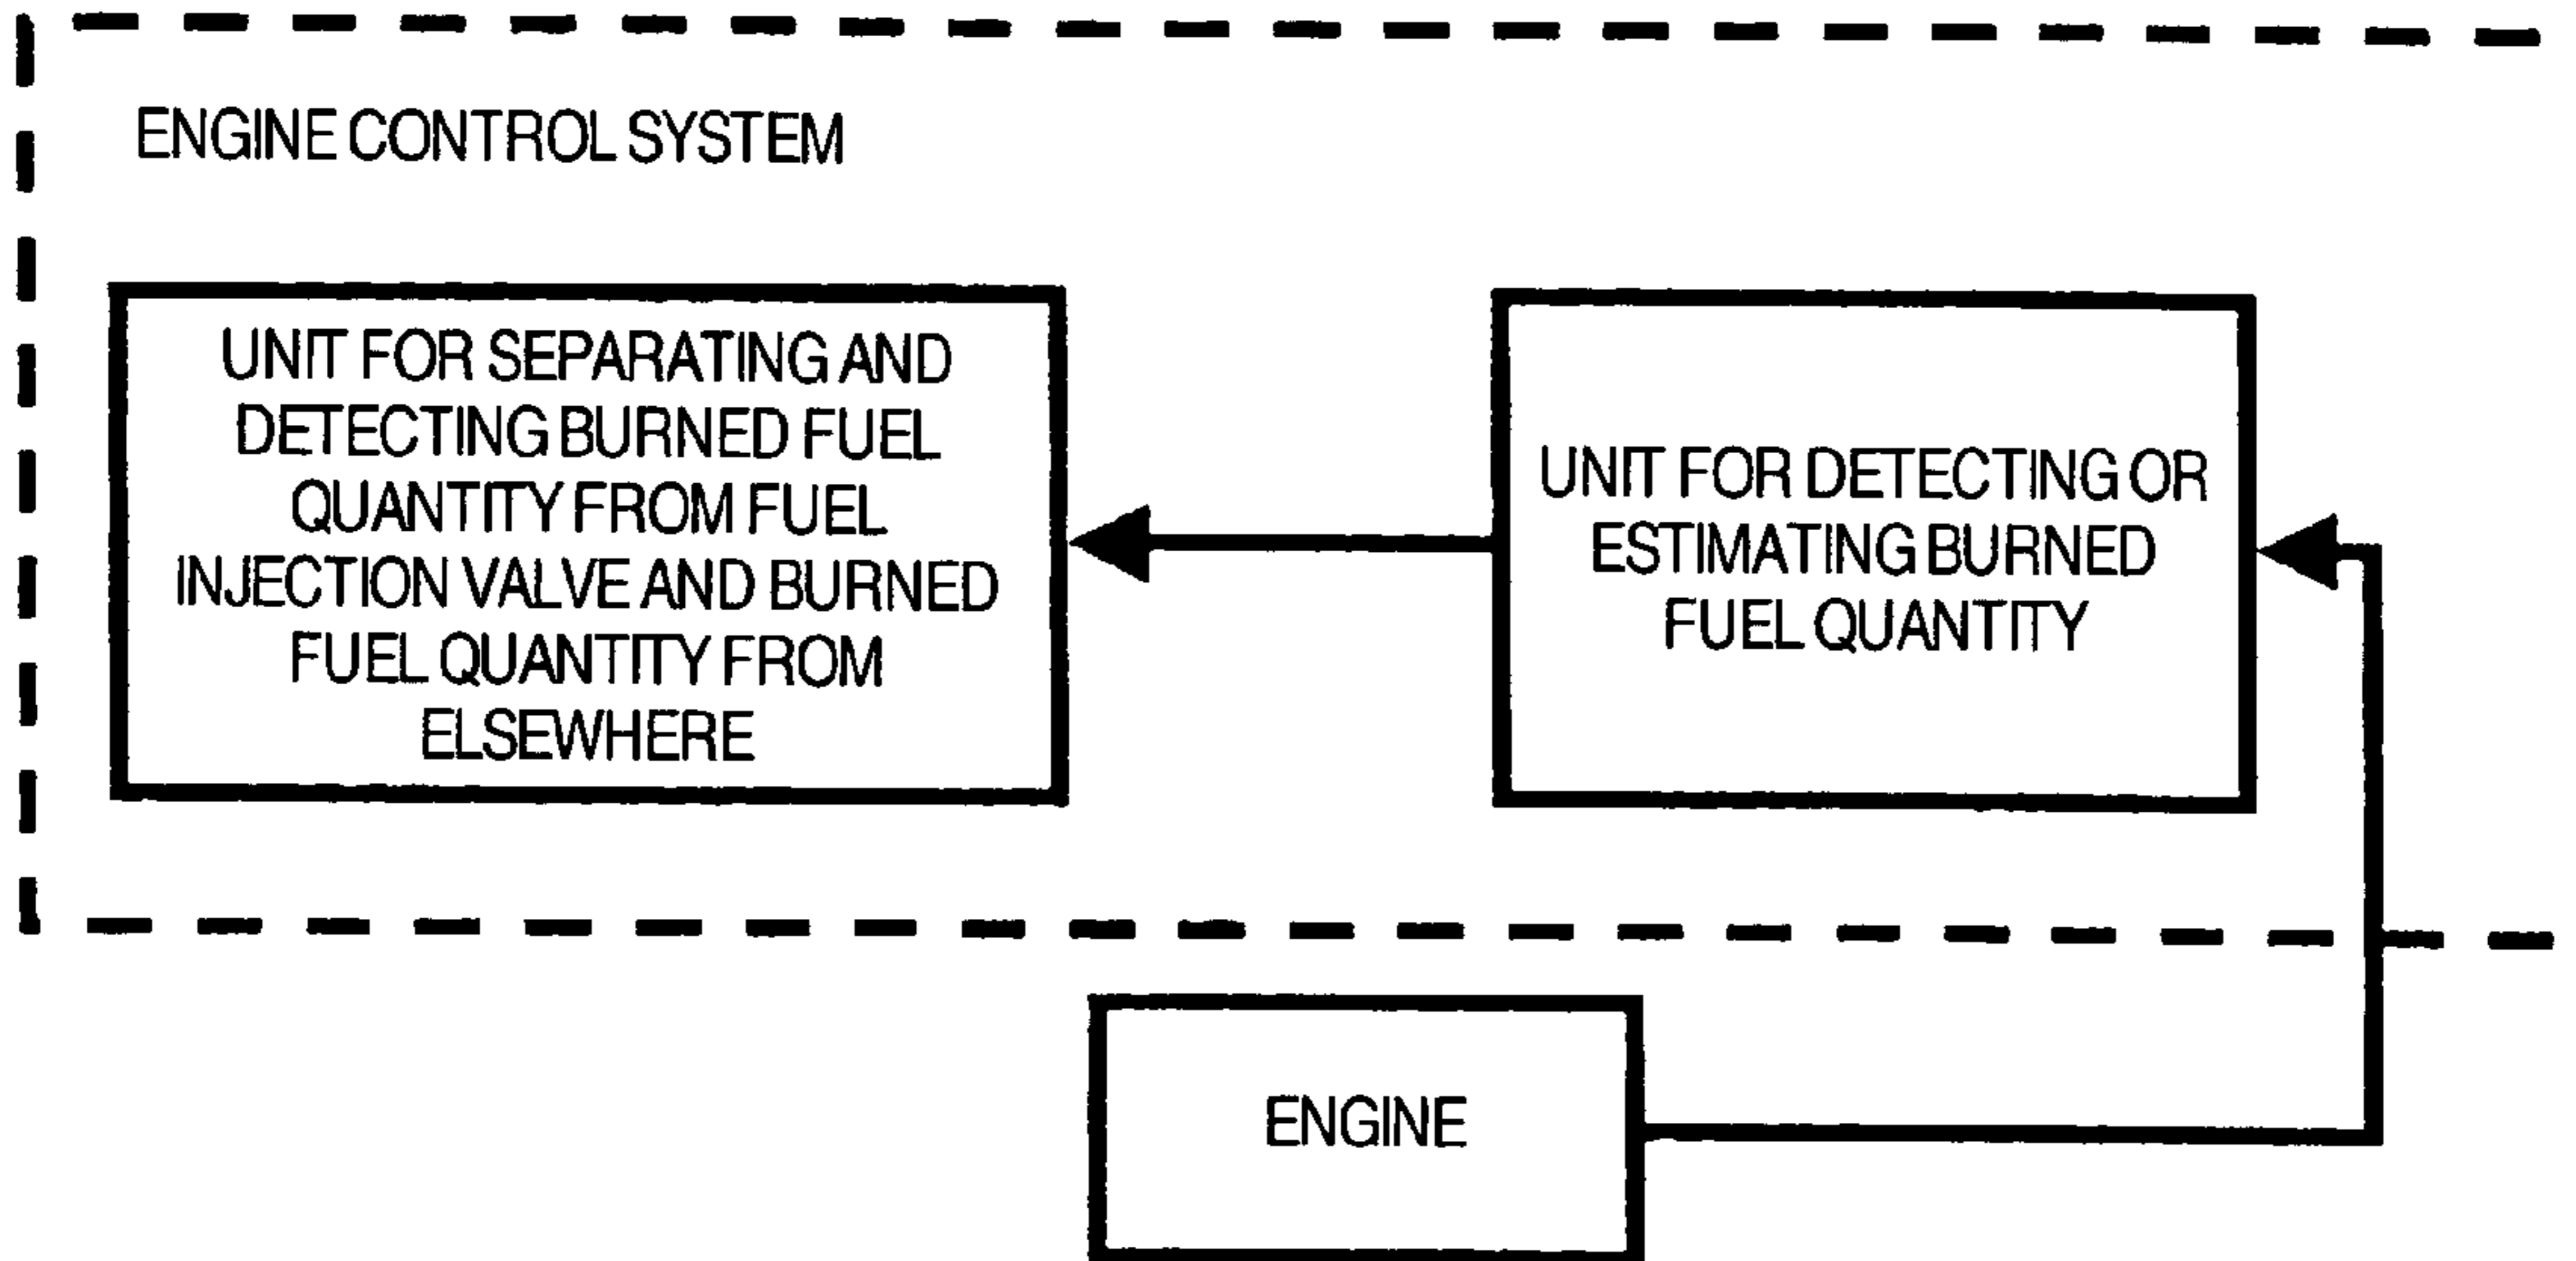 ENGINE CONTROL SYSTEM
UNIT FOR SEPARATING AND
DETECTING BURNED FUEL
QUANTITY FROM FUEL
INJECTION VALVE AND BURNED
FUEL QUANTITY FROM
ELSEWHERE
UNIT FOR DETECTING OR
ESTIMATING BURNED
FUEL QUANTITY
ENGINE